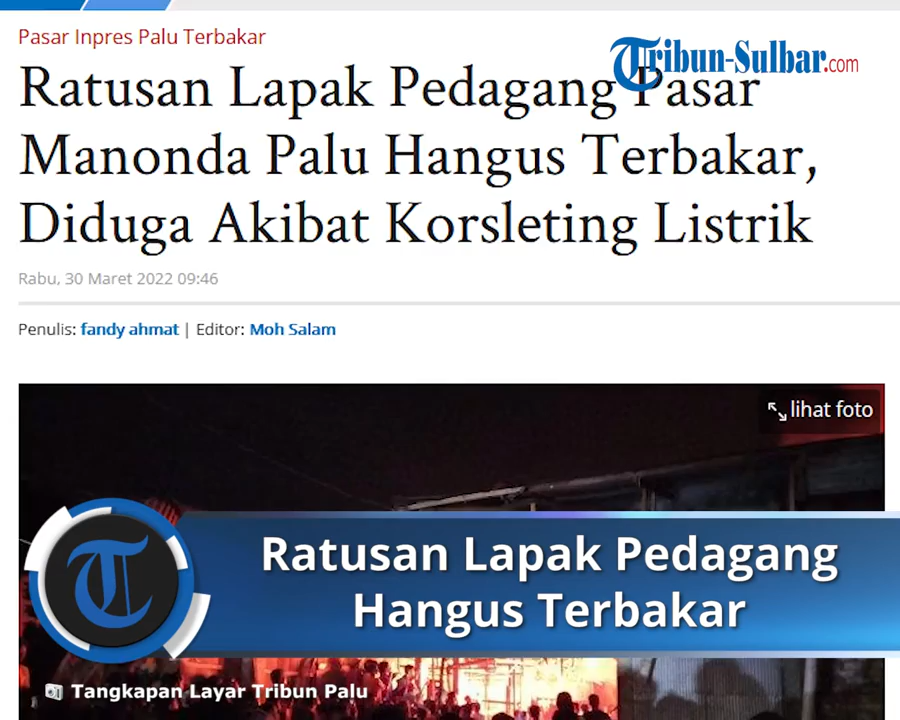 Pasar Inpres Palu Terbakar
Tribun-Sulbar.com
Ratusan Lapak Pedagang Pasar
Manonda Palu Hangus Terbakar,
Diduga Akibat Korsleting Listrik
Rabu, 30 Maret 2022 09:46
Penulis: fandy ahmat | Editor: Moh Salam
lihat foto
Ratusan Lapak Pedagang
Hangus Terbakar
T
Tangkapan Layar Tribun Palu